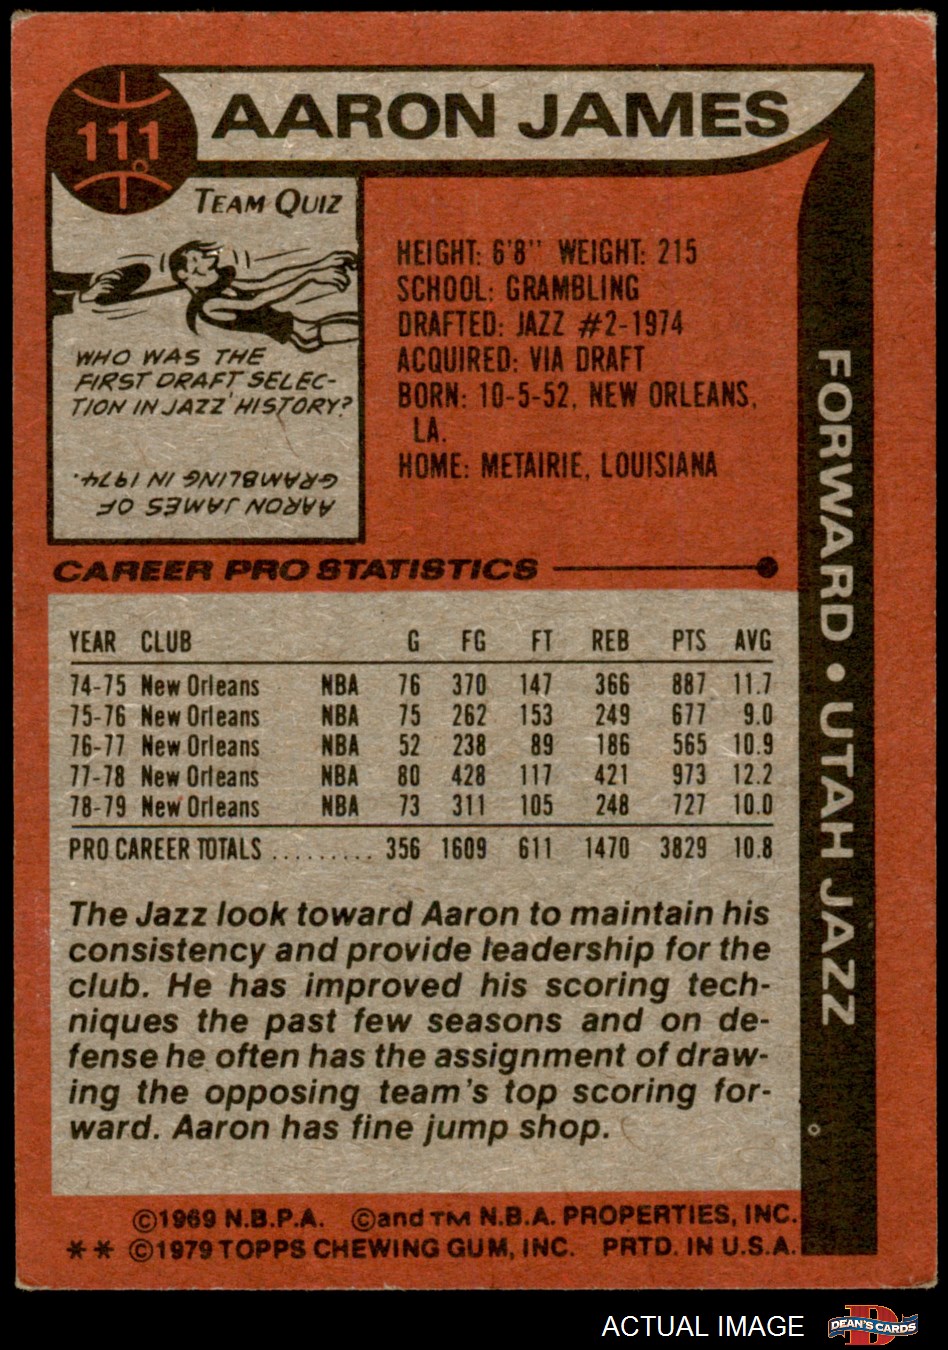 111
AARON JAMES
TEAM QUIZ
WHO WAS THE
FIRST DRAFT SELEC-
TION IN JAZZ' HISTORY?
AARON JAMES OF
GRAMBLING IN 1974.
HEIGHT: 6'8" WEIGHT: 215
SCHOOL: GRAMBLING
DRAFTED: JAZZ #2-1974
ACQUIRED: VIA DRAFT
BORN: 10-5-52, NEW ORLEANS,
LA.
HOME: METAIRIE, LOUISIANA
FORWARD • UTAH JAZZ
CAREER PRO STATISTICS
YEAR CLUB G FG FT REB PTS AVG
74-75 New Orleans NBA 76 370 147 366 887 11.7
75-76 New Orleans NBA 75 262 153 249 677 9.0
76-77 New Orleans NBA 52 238 89 186 565 10.9
77-78 New Orleans NBA 80 428 117 421 973 12.2
78-79 New Orleans NBA 73 311 105 248 727 10.0
PRO CAREER TOTALS ......... 356 1609 611 1470 3829 10.8
The Jazz look toward Aaron to maintain his
consistency and provide leadership for the
club. He has improved his scoring tech-
niques the past few seasons and on de-
fense he often has the assignment of draw-
ing the opposing team's top scoring for-
ward. Aaron has fine jump shop.
©1969 N.B.P.A. ©and TM N.B.A. PROPERTIES, INC.
** ©1979 TOPPS CHEWING GUM, INC. PRTD. IN U.S.A.
ACTUAL IMAGE
DEAN'S CARDS